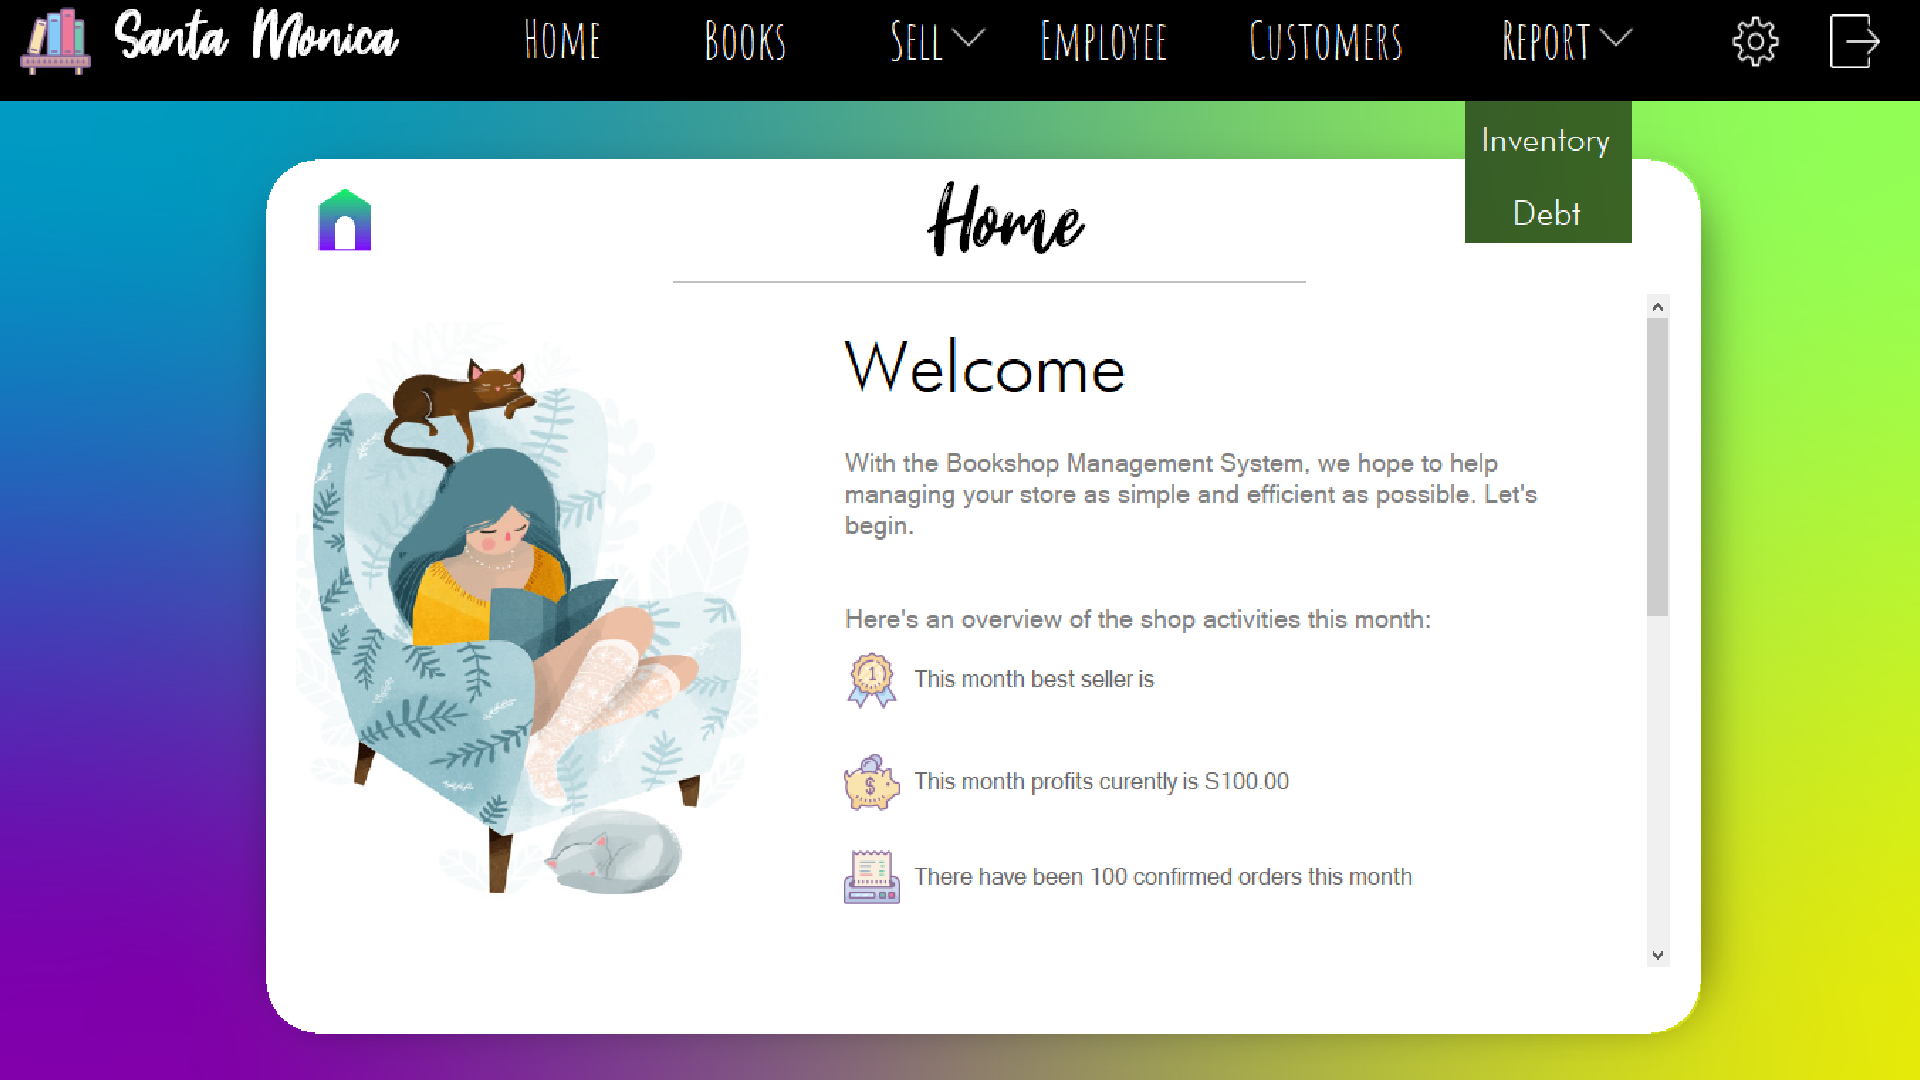 Santa Monica
HOME
BOOKS
SELL
EMPLOYEE
CUSTOMERS
REPORT
Inventory
Debt
Home
Welcome
With the Bookshop Management System, we hope to help
managing your store as simple and efficient as possible. Let's
begin.
Here's an overview of the shop activities this month:
1
This month best seller is
$
This month profits curently is S100.00
There have been 100 confirmed orders this month